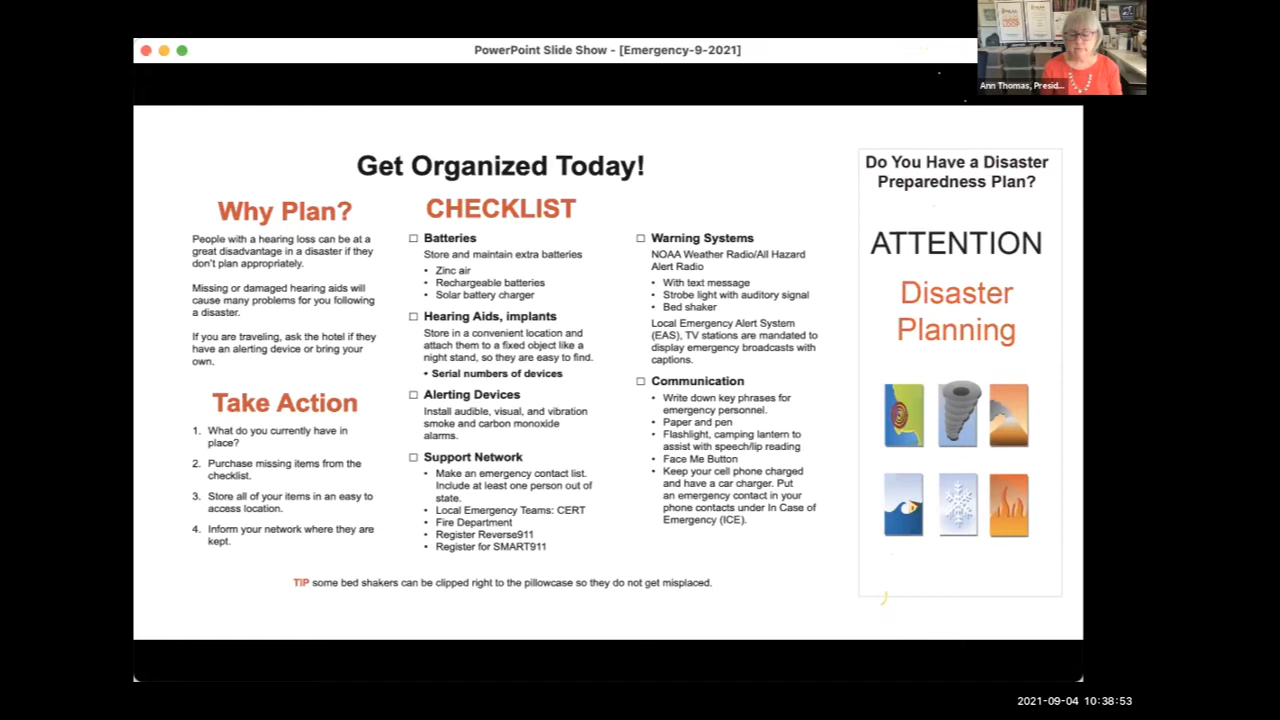 PowerPoint Slide Show - [Emergency-9-2021]
Ann Thomas, Presid...
Get Organized Today!
Why Plan?
People with a hearing loss can be at a
great disadvantage in a disaster if they
don't plan appropriately.
Missing or damaged hearing aids will
cause many problems for you following
a disaster.
If you are traveling, ask the hotel if they
have an alerting device or bring your
own.
Take Action
1. What do you currently have in
place?
2. Purchase missing items from the
checklist.
3. Store all of your items in an easy to
access location.
4. Inform your network where they are
kept.
CHECKLIST
☐ Batteries
Store and maintain extra batteries
• Zinc air
• Rechargeable batteries
• Solar battery charger
☐ Hearing Aids, implants
Store in a convenient location and
attach them to a fixed object like a
night stand, so they are easy to find.
• Serial numbers of devices
☐ Alerting Devices
Install audible, visual, and vibration
smoke and carbon monoxide
alarms.
☐ Support Network
• Make an emergency contact list.
Include at least one person out of
state.
• Local Emergency Teams: CERT
• Fire Department
• Register Reverse911
• Register for SMART911
☐ Warning Systems
NOAA Weather Radio/All Hazard
Alert Radio
• With text message
• Strobe light with auditory signal
• Bed shaker
Local Emergency Alert System
(EAS), TV stations are mandated to
display emergency broadcasts with
captions.
☐ Communication
• Write down key phrases for
emergency personnel.
• Paper and pen
• Flashlight, camping lantern to
assist with speech/lip reading
• Face Me Button
• Keep your cell phone charged
and have a car charger. Put
an emergency contact in your
phone contacts under In Case of
Emergency (ICE).
TIP some bed shakers can be clipped right to the pillowcase so they do not get misplaced.
Do You Have a Disaster
Preparedness Plan?
ATTENTION
Disaster
Planning
2021-09-04 10:38:53